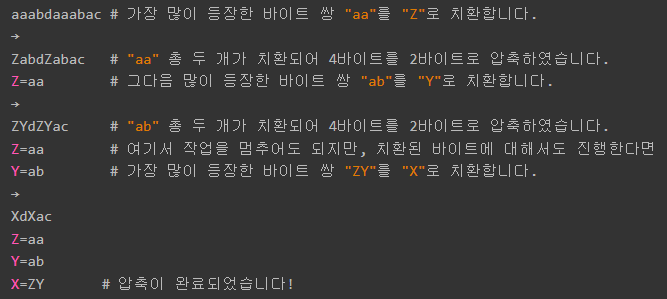 aaabdaaabac # 가장 많이 등장한 바이트 쌍 "aa"를 "Z"로 치환합니다.
→
ZabdZabac # "aa" 총 두 개가 치환되어 4바이트를 2바이트로 압축하였습니다.
Z=aa # 그다음 많이 등장한 바이트 쌍 "ab"를 "Y"로 치환합니다.
→
ZYdZYac # "ab" 총 두 개가 치환되어 4바이트를 2바이트로 압축하였습니다.
Z=aa # 여기서 작업을 멈추어도 되지만, 치환된 바이트에 대해서도 진행한다면
Y=ab # 가장 많이 등장한 바이트 쌍 "ZY"를 "X"로 치환합니다.
→
XdXac
Z=aa
Y=ab
X=ZY # 압축이 완료되었습니다!